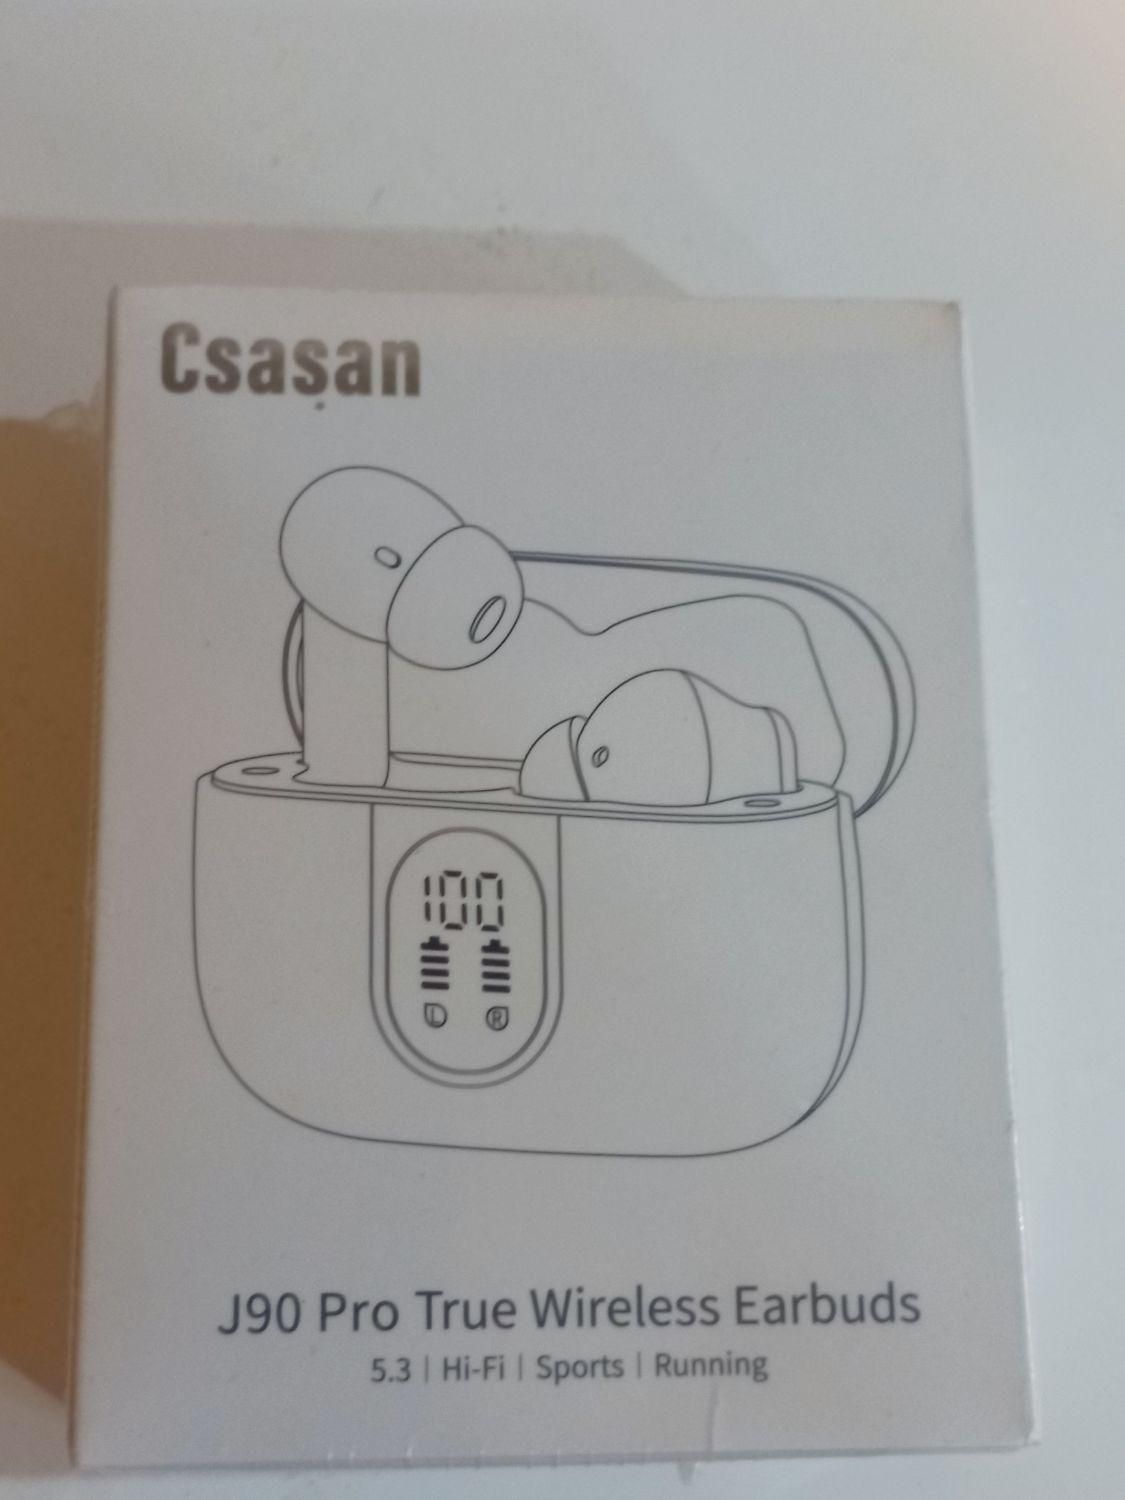 Csasan
100
L R
J90 Pro True Wireless Earbuds
5.3 | Hi-Fi | Sports | Running